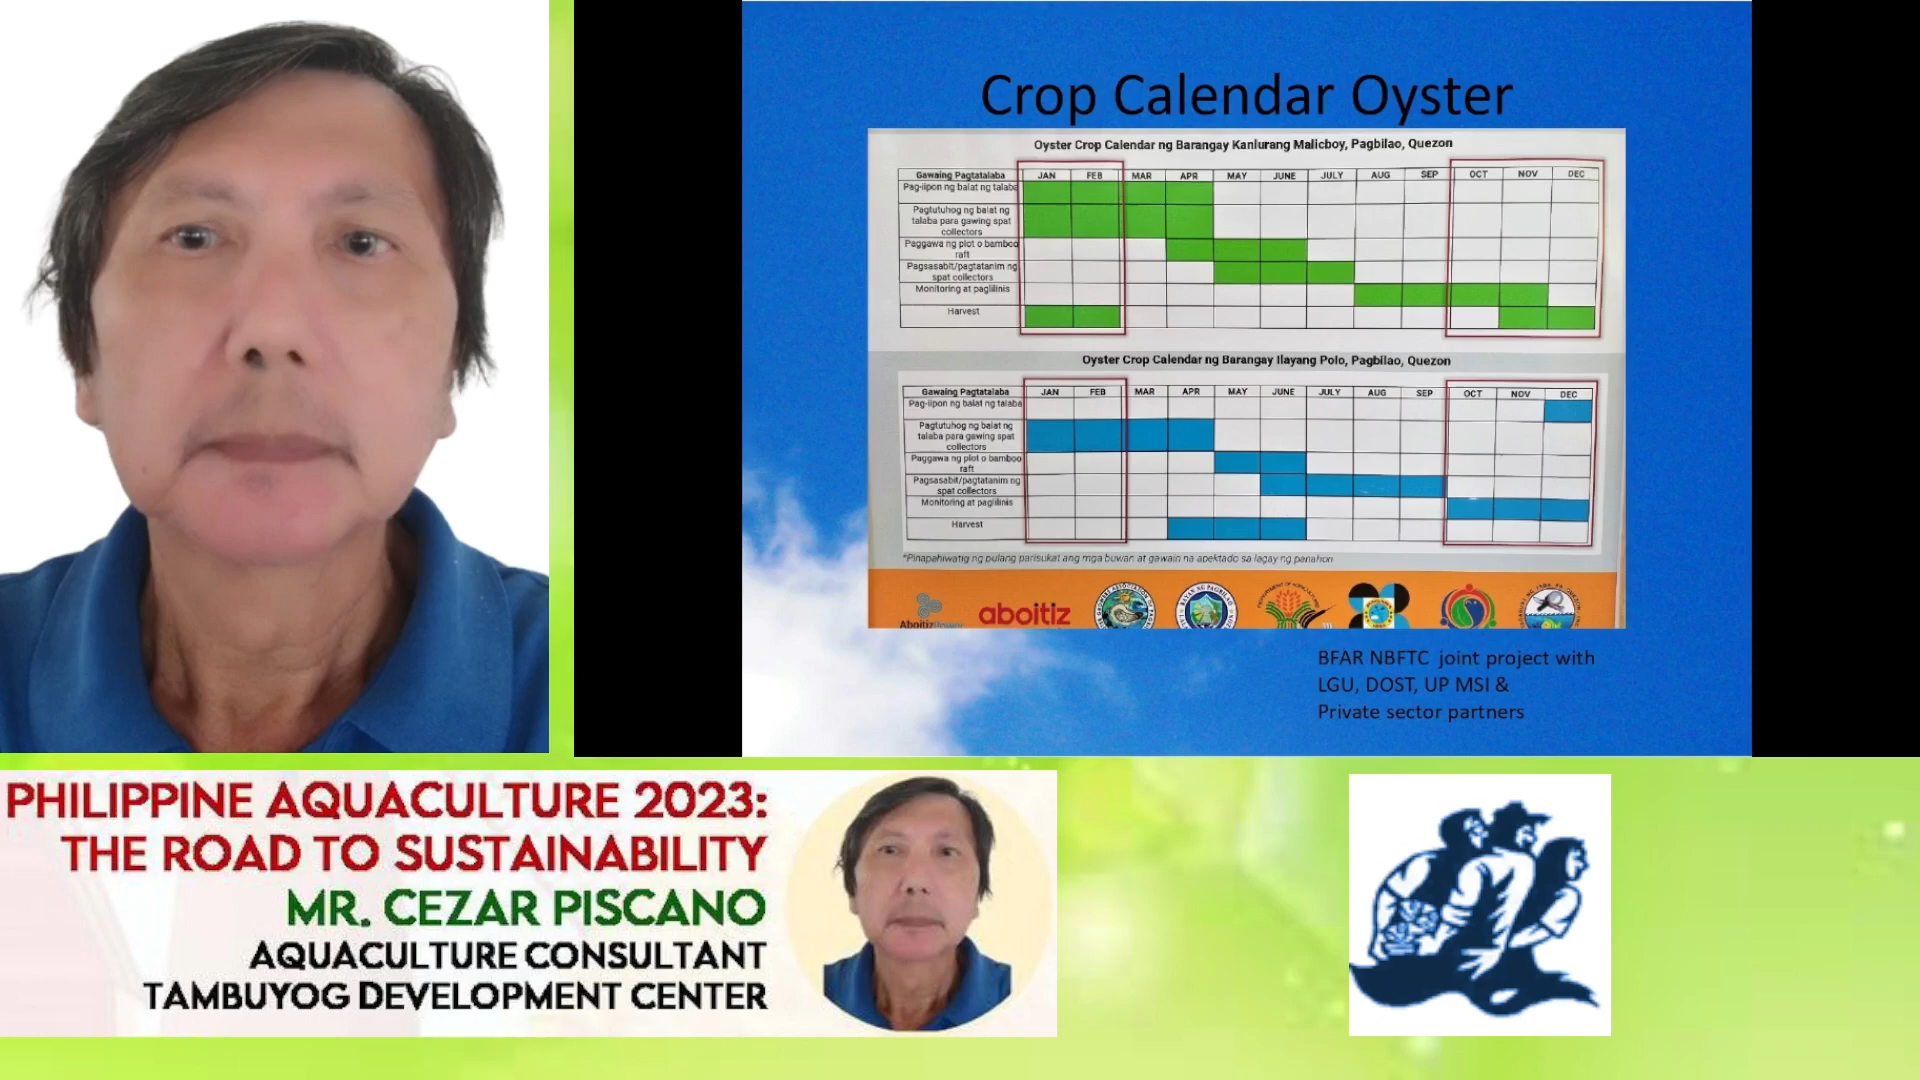 Crop Calendar Oyster
Oyster Crop Calendar ng Barangay Kanlurang Malicboy, Pagbilao, Quezon
Gawaing Pagtatalaba JAN FEB MAR APR MAY JUNE JULY AUG SEP OCT NOV DEC
Pag-iipon ng balat ng talaba
Pagtutuhog ng balat ng
talaba para gawing spat
collectors
Paggawa ng plot o bamboo
raft
Pagsasabit/pagtatanim ng
spat collectors
Monitoring at paglilinis
Harvest
Oyster Crop Calendar ng Barangay Ilayang Polo, Pagbilao, Quezon
Gawaing Pagtatalaba JAN FEB MAR APR MAY JUNE JULY AUG SEP OCT NOV DEC
Pag-iipon ng balat ng talaba
Pagtutuhog ng balat ng
talaba para gawing spat
collectors
Paggawa ng plot o bamboo
raft
Pagsasabit/pagtatanim ng
spat collectors
Monitoring at paglilinis
Harvest
*Pinapahiwatig ng pulang parisukat ang mga buwan at gawain na apektado sa lagay ng panahon
AboitizPower
aboitiz
BAYAN NG PAGBILAO
BFAR NBFTC joint project with
LGU, DOST, UP MSI &
Private sector partners
PHILIPPINE AQUACULTURE 2023:
THE ROAD TO SUSTAINABILITY
MR. CEZAR PISCANO
AQUACULTURE CONSULTANT
TAMBUYOG DEVELOPMENT CENTER